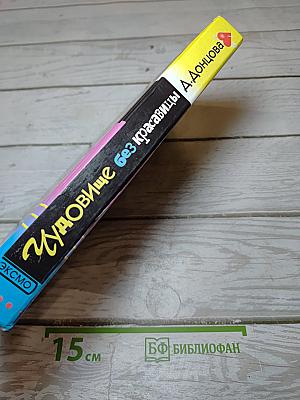 Д.Донцова
Чудовище без красавицы
ЭКСМО
15 см
БФ БИБЛИОФАН